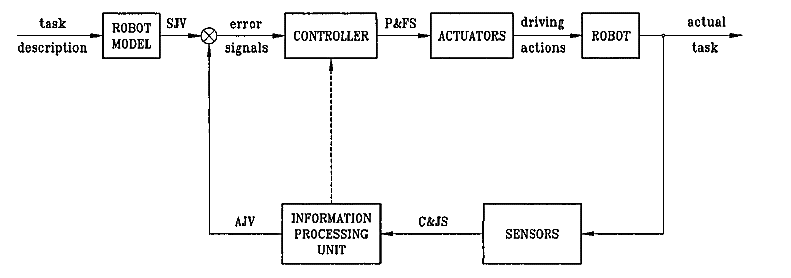 task
description
ROBOT
MODEL
SJV
error
signals
CONTROLLER
P&FS
ACTUATORS
driving
actions
ROBOT
actual
task
AJV
INFORMATION
PROCESSING
UNIT
C&JS
SENSORS